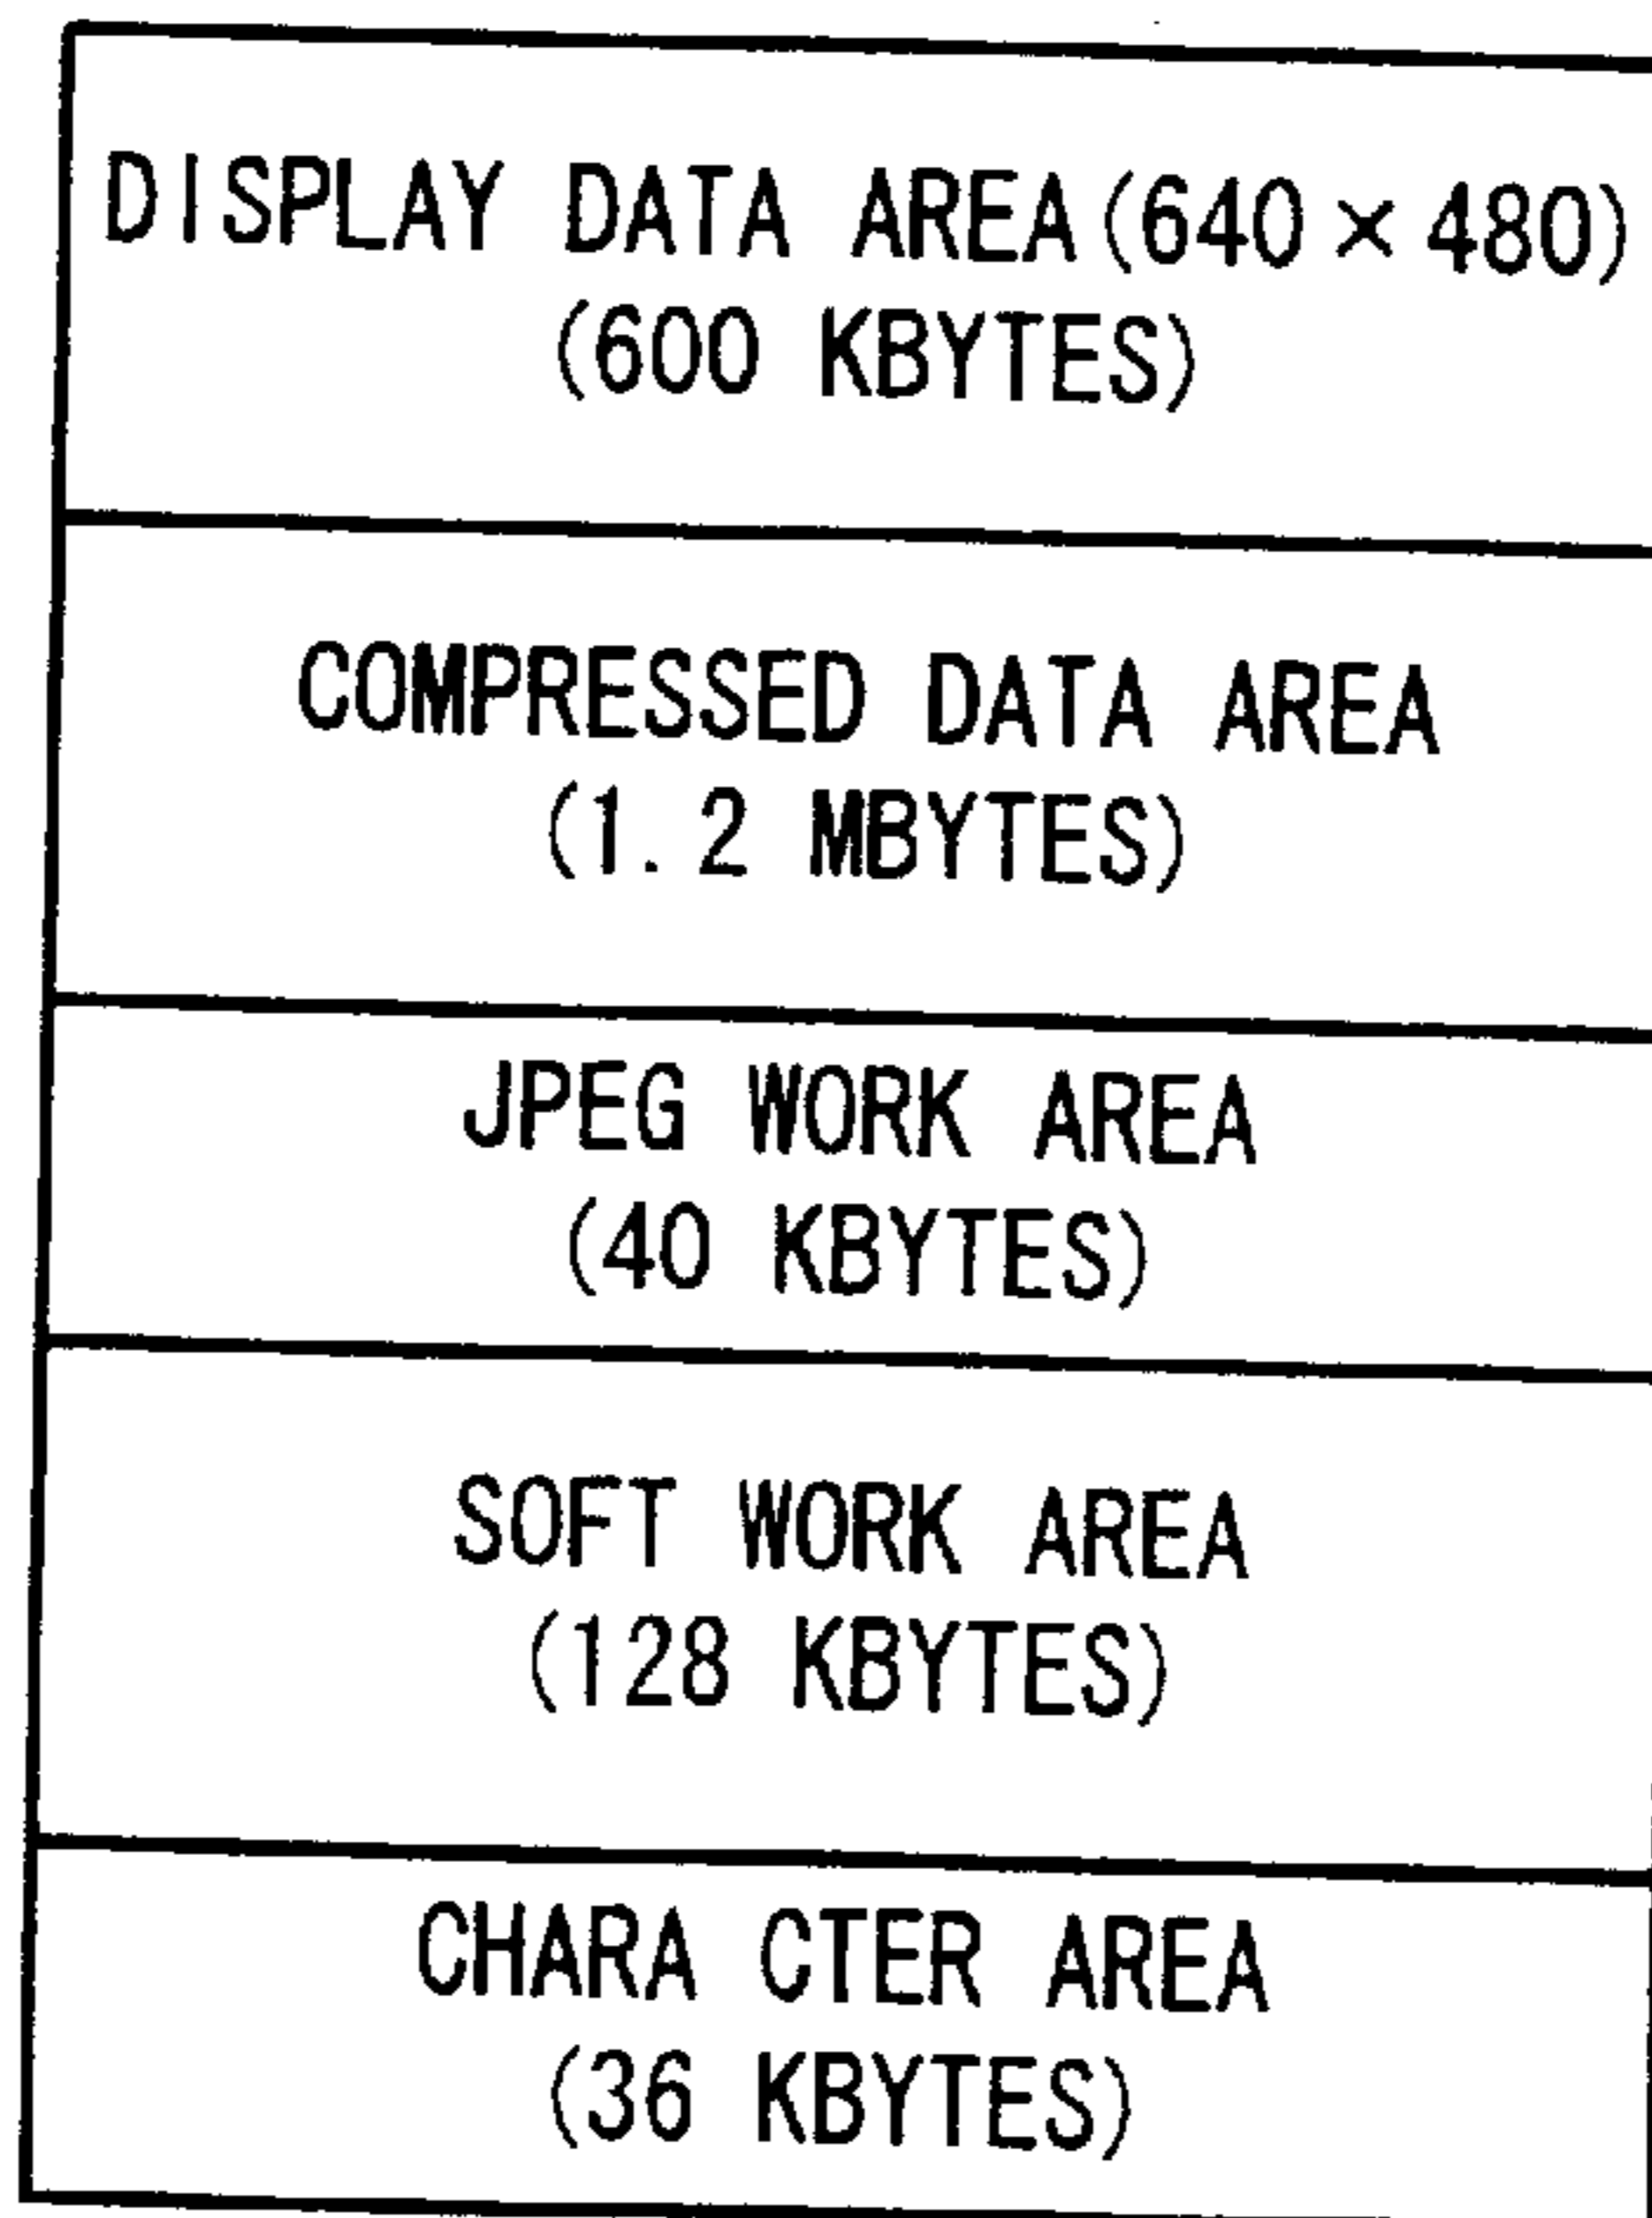 DISPLAY DATA AREA(640×480)
(600 KBYTES)
COMPRESSED DATA AREA
(1.2 MBYTES)
JPEG WORK AREA
(40 KBYTES)
SOFT WORK AREA
(128 KBYTES)
CHARA CTER AREA
(36 KBYTES)